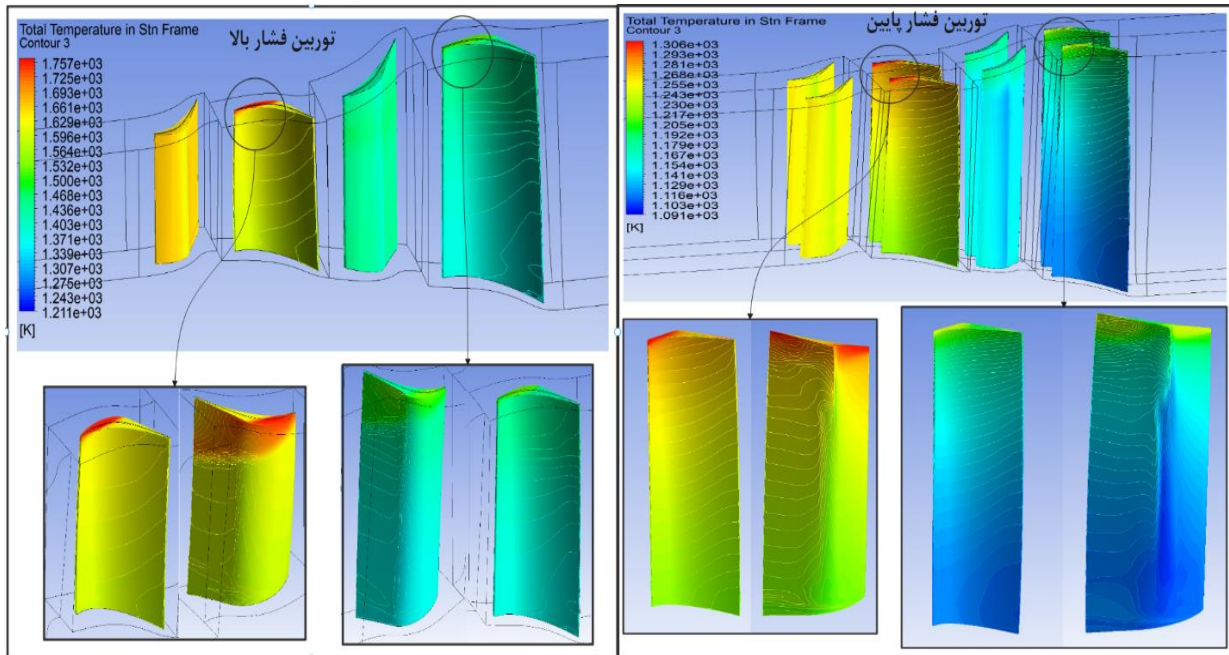 Total Temperature in Stn Frame
Contour 3
توربین فشار بالا
1.757e+03
1.725e+03
1.693e+03
1.661e+03
1.629e+03
1.596e+03
1.564e+03
1.532e+03
1.500e+03
1.468e+03
1.436e+03
1.403e+03
1.371e+03
1.339e+03
1.307e+03
1.275e+03
1.243e+03
1.211e+03
[K]
Total Temperature in Stn Frame
Contour 3
توربین فشار پایین
1.306e+03
1.293e+03
1.281e+03
1.268e+03
1.255e+03
1.243e+03
1.230e+03
1.217e+03
1.205e+03
1.192e+03
1.179e+03
1.167e+03
1.154e+03
1.141e+03
1.129e+03
1.116e+03
1.103e+03
1.091e+03
[K]